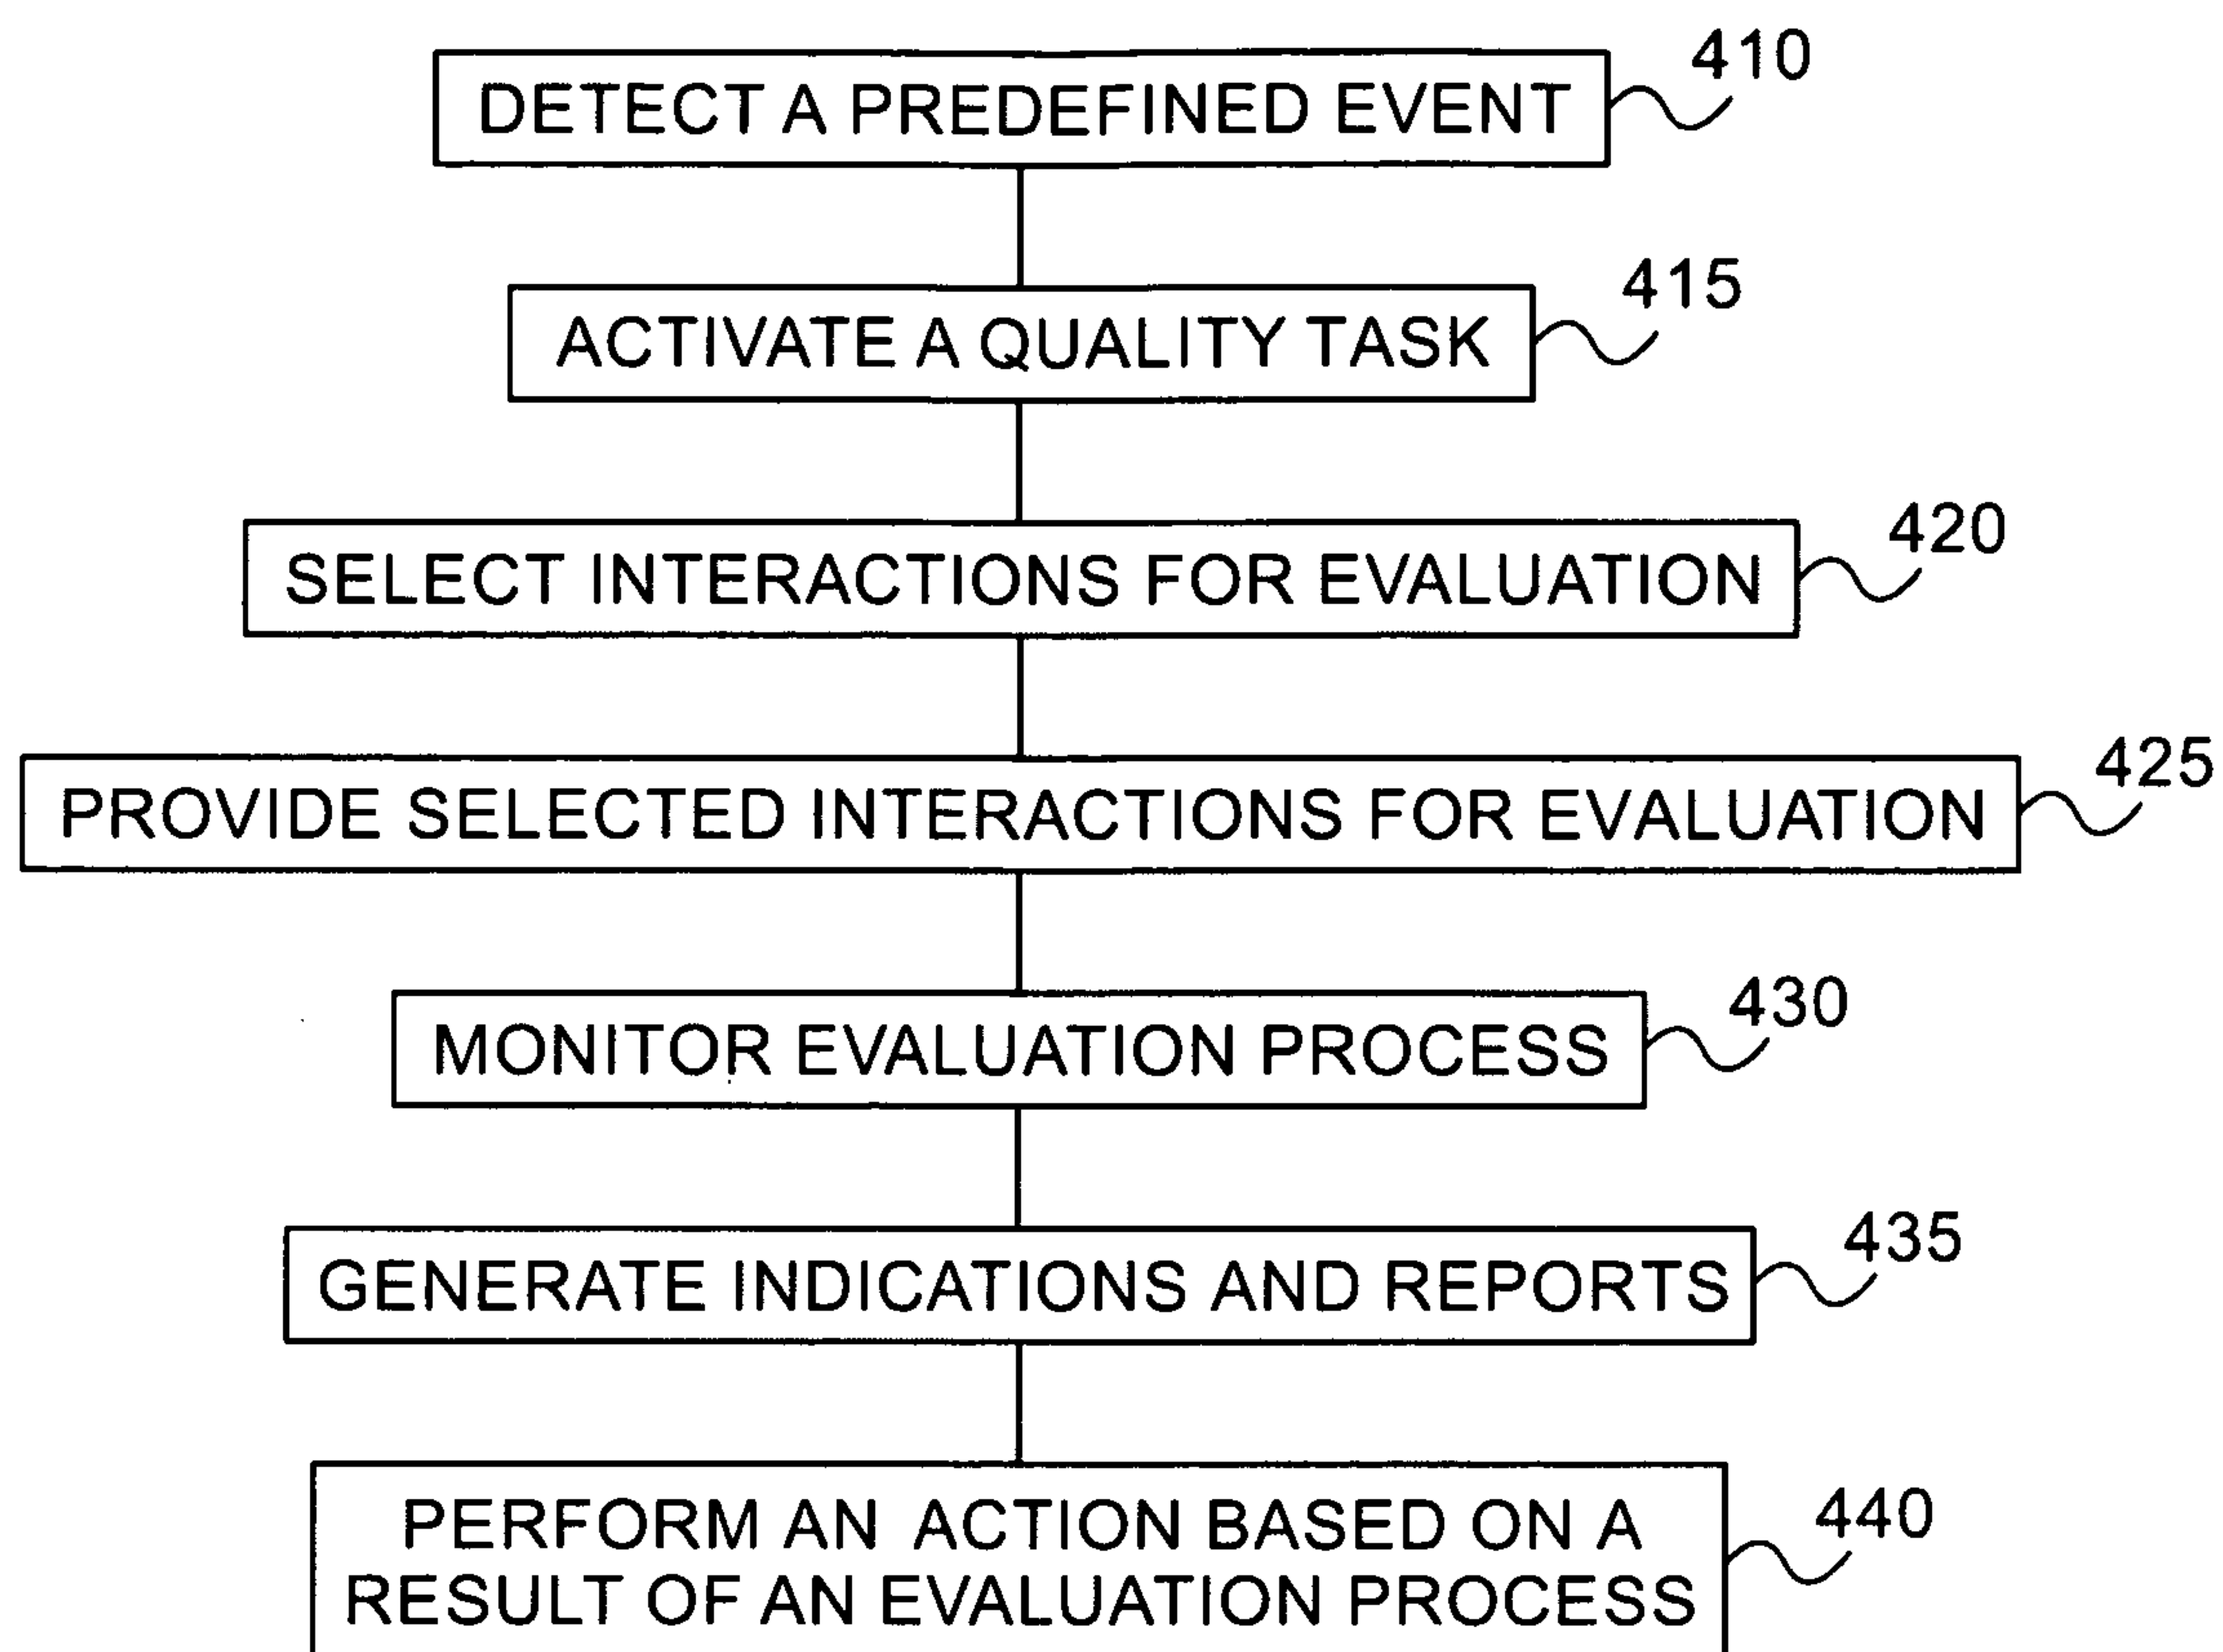 DETECT A PREDEFINED EVENT
410
ACTIVATE A QUALITY TASK
415
SELECT INTERACTIONS FOR EVALUATION
420
PROVIDE SELECTED INTERACTIONS FOR EVALUATION
425
MONITOR EVALUATION PROCESS
430
GENERATE INDICATIONS AND REPORTS
435
PERFORM AN ACTION BASED ON A
RESULT OF AN EVALUATION PROCESS
440